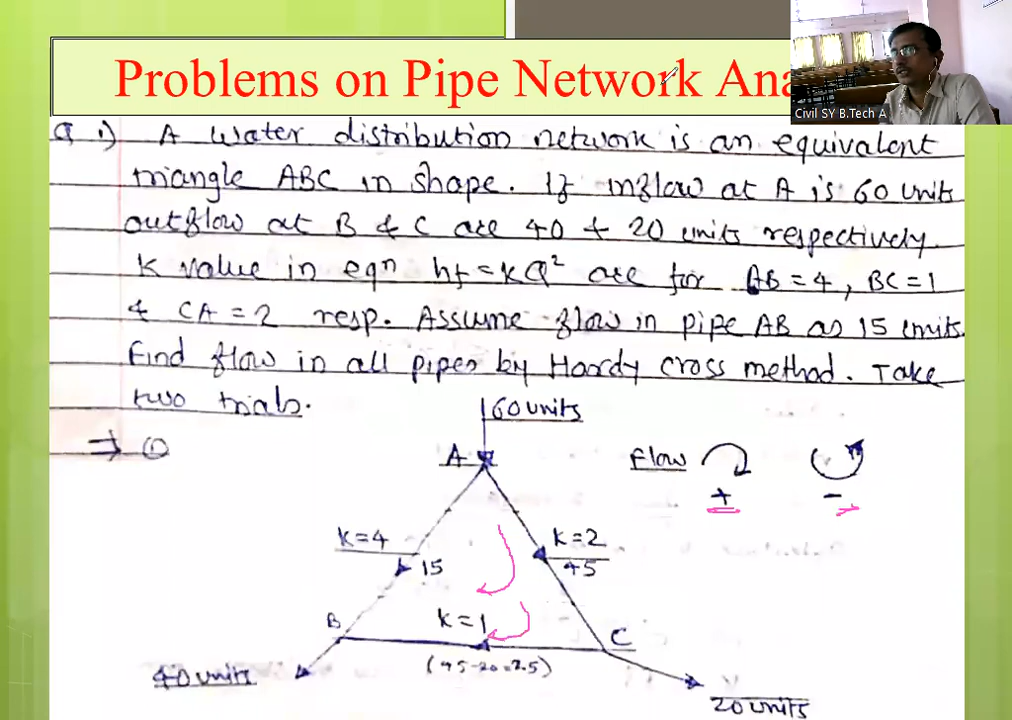 Problems on Pipe Network Ana
Civil SY B.Tech A
Q 1) A Water distribution network is an equivalent
triangle ABC in shape. If inflow at A is 60 units
outflow at B & C are 40 & 20 units respectively.
K value in eqn hf = KQ² are for AB = 4, BC = 1
& CA = 2 resp. Assume flow in pipe AB as 15 units.
Find flow in all pipes by Hardy cross method. Take
two trials.
60 units
⇒ ①
A
Flow
+
-
K = 4
15
K = 2
45
B
K = 1
C
(45-20=25)
40 units
20 units